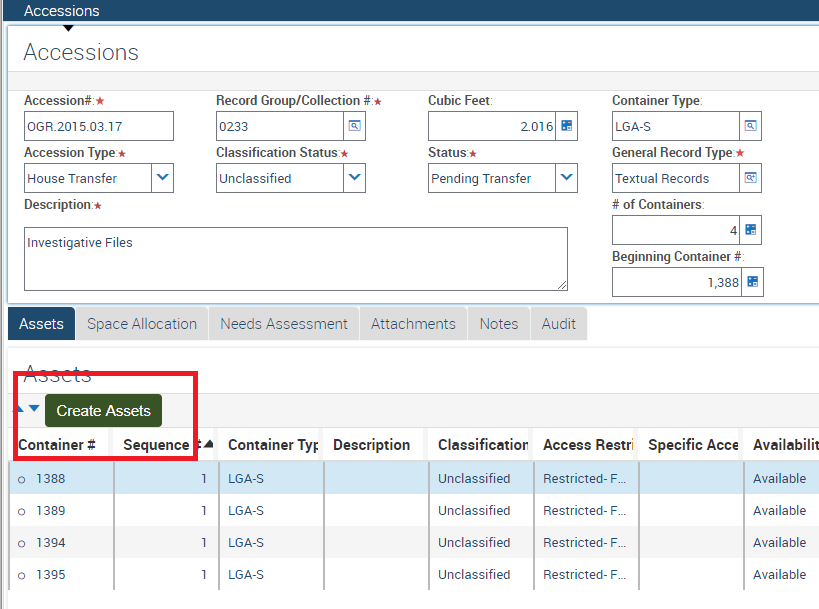 Accessions
Accessions
Accession#:★ Record Group/Collection #:★ Cubic Feet: Container Type:
OGR.2015.03.17 0233 2.016 LGA-S
Accession Type:★ Classification Status:★ Status:★ General Record Type:★
House Transfer Unclassified Pending Transfer Textual Records
Description:★ # of Containers:
Investigative Files 4
Beginning Container #:
1,388
Assets Space Allocation Needs Assessment Attachments Notes Audit
Assets
Create Assets
Container # Sequence # Container Typ Description Classification Access Restri Specific Acce Availabilit
1388 1 LGA-S Unclassified Restricted- F... Available
1389 1 LGA-S Unclassified Restricted- F... Available
1394 1 LGA-S Unclassified Restricted- F... Available
1395 1 LGA-S Unclassified Restricted- F... Available